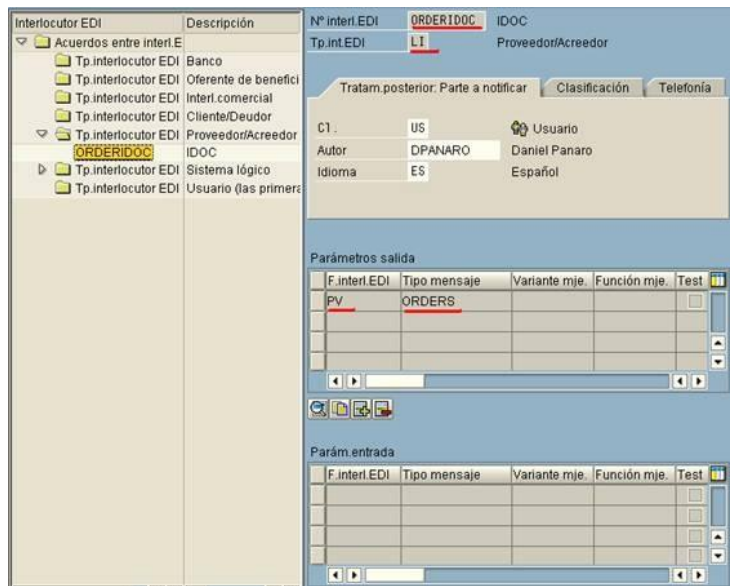 Interlocutor EDI Descripción
Acuerdos entre interl.E
Tp.interlocutor EDI Banco
Tp.interlocutor EDI Oferente de benefici
Tp.interlocutor EDI Interl.comercial
Tp.interlocutor EDI Cliente/Deudor
Tp.interlocutor EDI Proveedor/Acreedor
ORDERIDOC IDOC
Tp.interlocutor EDI Sistema lógico
Tp.interlocutor EDI Usuario (las primera
Nº interl.EDI ORDERIDOC IDOC
Tp.int.EDI LI Proveedor/Acreedor
Tratam.posterior: Parte a notificar Clasificación Telefonía
Cl. US Usuario
Autor DPANARO Daniel Panaro
Idioma ES Español
Parámetros salida
F.interl.EDI Tipo mensaje Variante mje. Función mje. Test
PV ORDERS
Parám.entrada
F.interl.EDI Tipo mensaje Variante mje. Función mje. Test